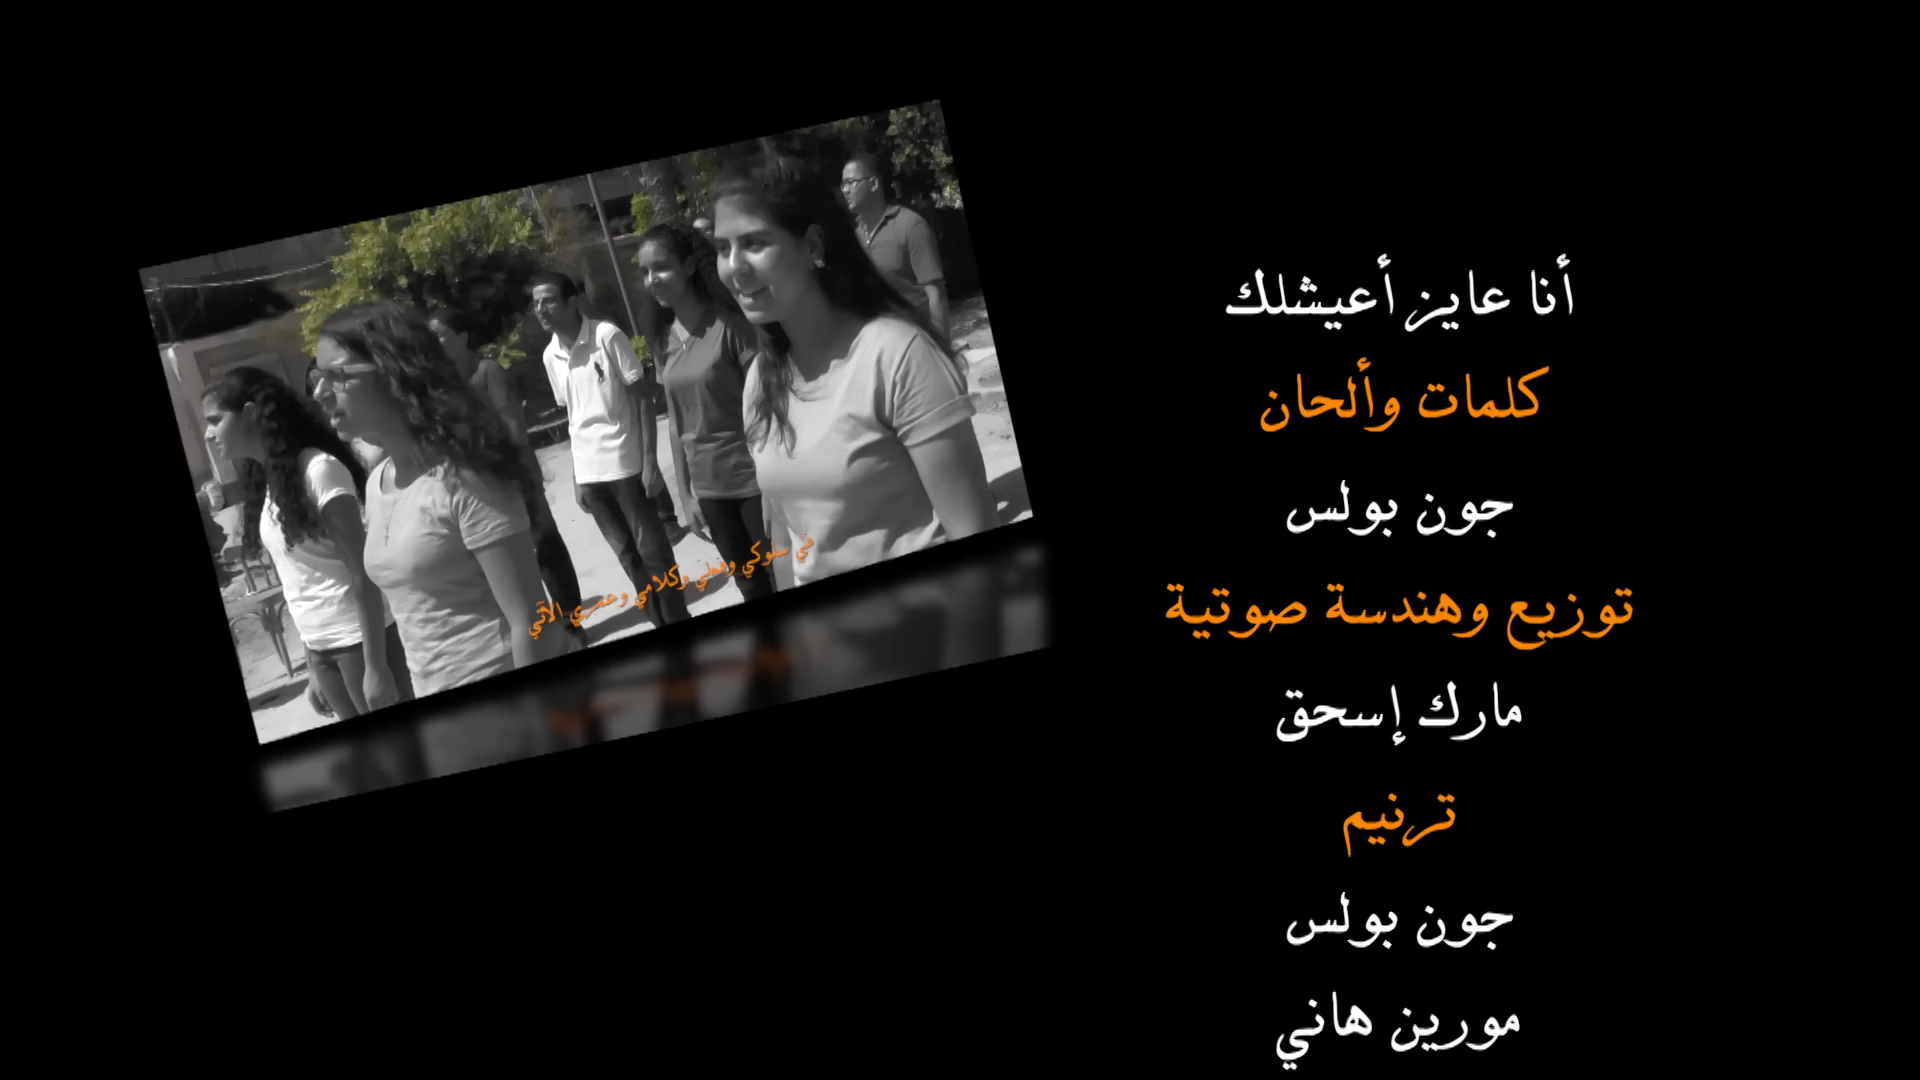 أنا عايز أعيشلك
كلمات وألحان
جون بولس
توزيع وهندسة صوتية
مارك إسحق
ترنيم
جون بولس
مورين هاني
في سلوكي وفعلي وكلامي وعمري الآتي